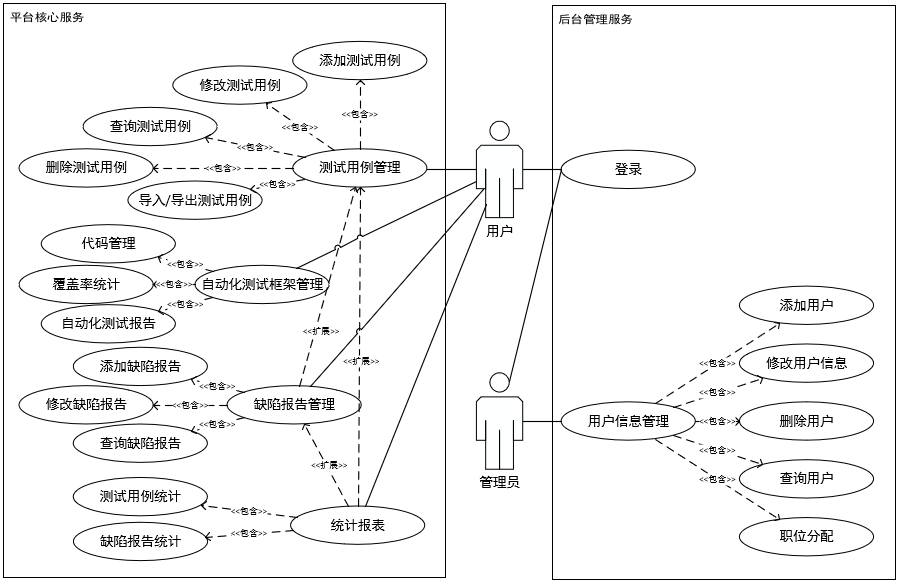 平台核心服务
添加测试用例
修改测试用例
<<包含>>
<<包含>>
查询测试用例
<<包含>>
删除测试用例
<<包含>>
测试用例管理
<<包含>>
导入/导出测试用例
代码管理
<<包含>>
覆盖率统计
<<包含>>
自动化测试框架管理
<<包含>>
自动化测试报告
<<扩展>>
<<扩展>>
添加缺陷报告
<<包含>>
修改缺陷报告
<<包含>>
缺陷报告管理
<<包含>>
查询缺陷报告
<<扩展>>
测试用例统计
<<包含>>
统计报表
<<包含>>
缺陷报告统计
用户
管理员
后台管理服务
登录
添加用户
<<包含>>
修改用户信息
<<包含>>
用户信息管理
<<包含>>
删除用户
<<包含>>
查询用户
<<包含>>
职位分配